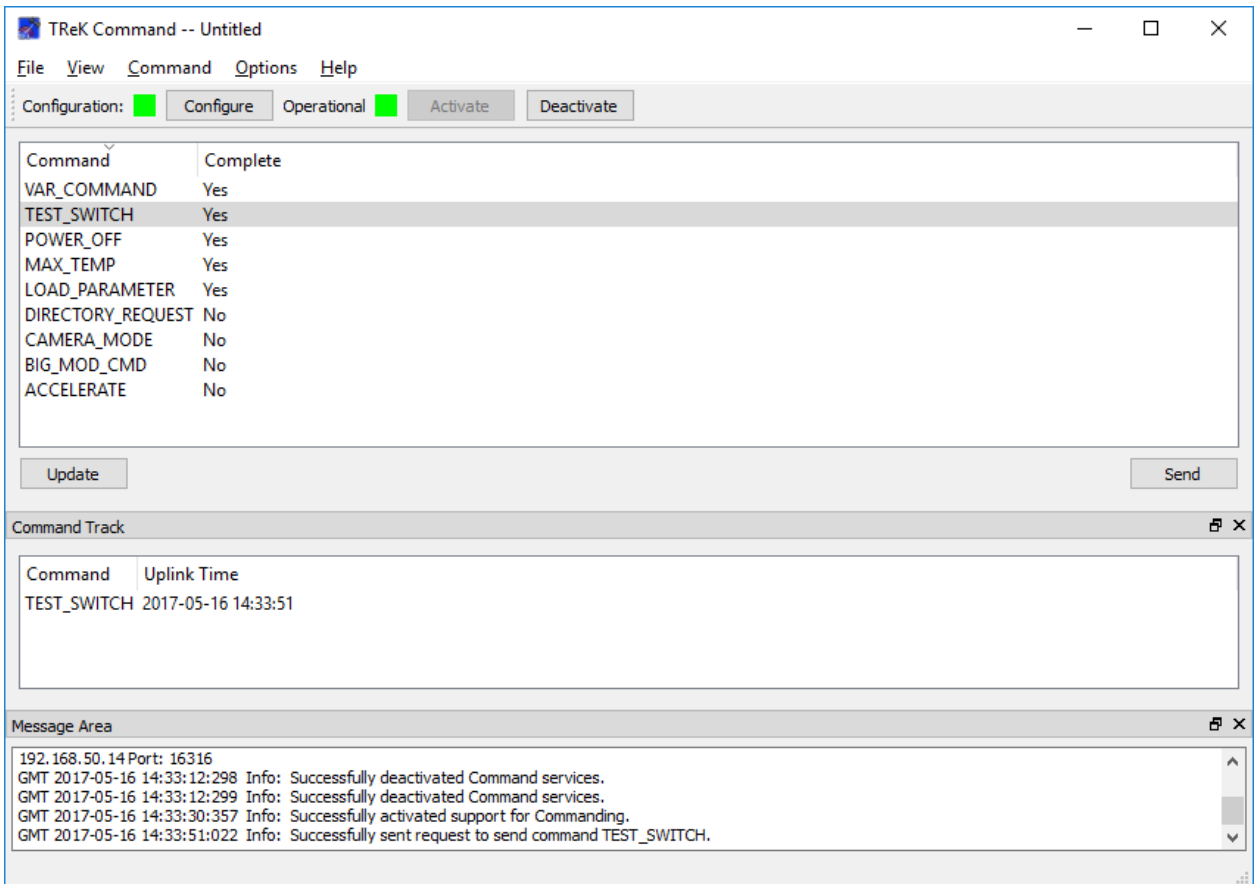 TReK Command -- Untitled
File View Command Options Help
Configuration: Configure Operational Activate Deactivate
Command Complete
VAR_COMMAND Yes
TEST_SWITCH Yes
POWER_OFF Yes
MAX_TEMP Yes
LOAD_PARAMETER Yes
DIRECTORY_REQUEST No
CAMERA_MODE No
BIG_MOD_CMD No
ACCELERATE No
Update Send
Command Track
Command Uplink Time
TEST_SWITCH 2017-05-16 14:33:51
Message Area
192.168.50.14 Port: 16316
GMT 2017-05-16 14:33:12:298 Info: Successfully deactivated Command services.
GMT 2017-05-16 14:33:12:299 Info: Successfully deactivated Command services.
GMT 2017-05-16 14:33:30:357 Info: Successfully activated support for Commanding.
GMT 2017-05-16 14:33:51:022 Info: Successfully sent request to send command TEST_SWITCH.